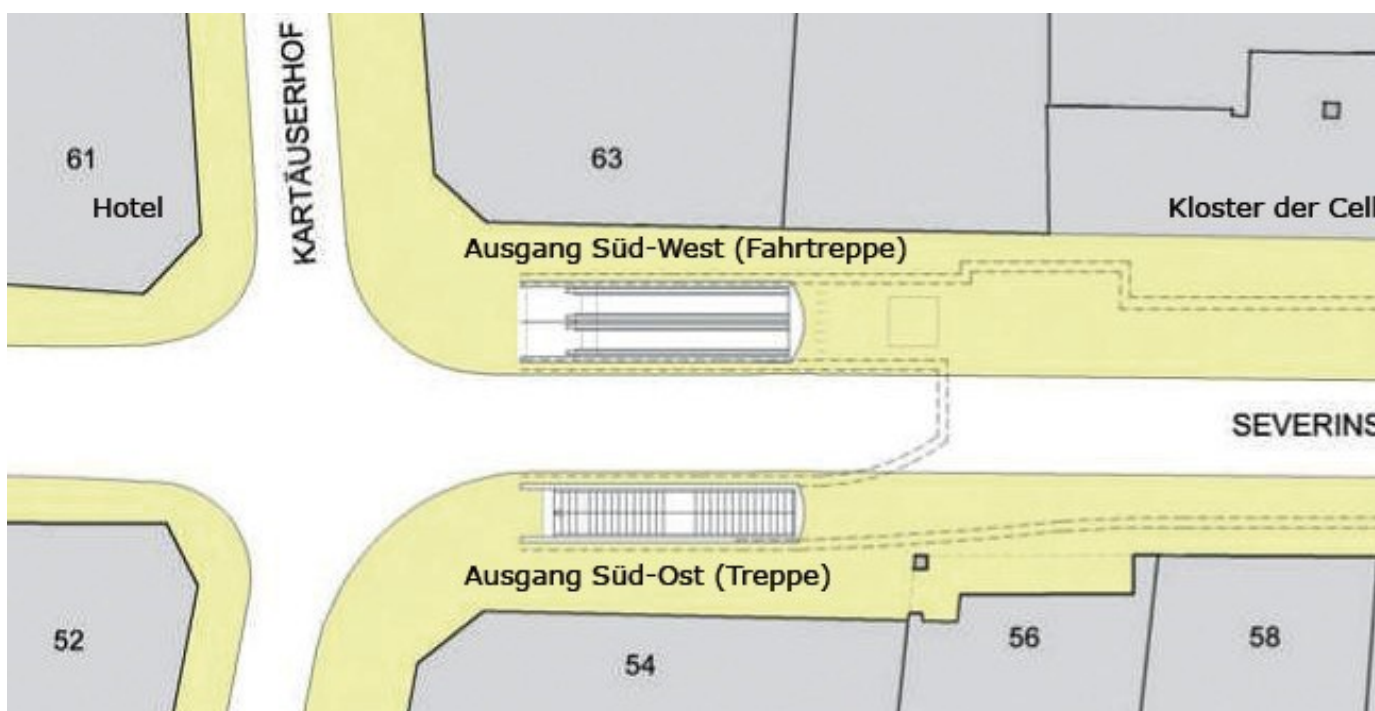 KARTÄUSERHOF
61
Hotel
63
Kloster der Cell
Ausgang Süd-West (Fahrtreppe)
SEVERINS
Ausgang Süd-Ost (Treppe)
52
54
56
58